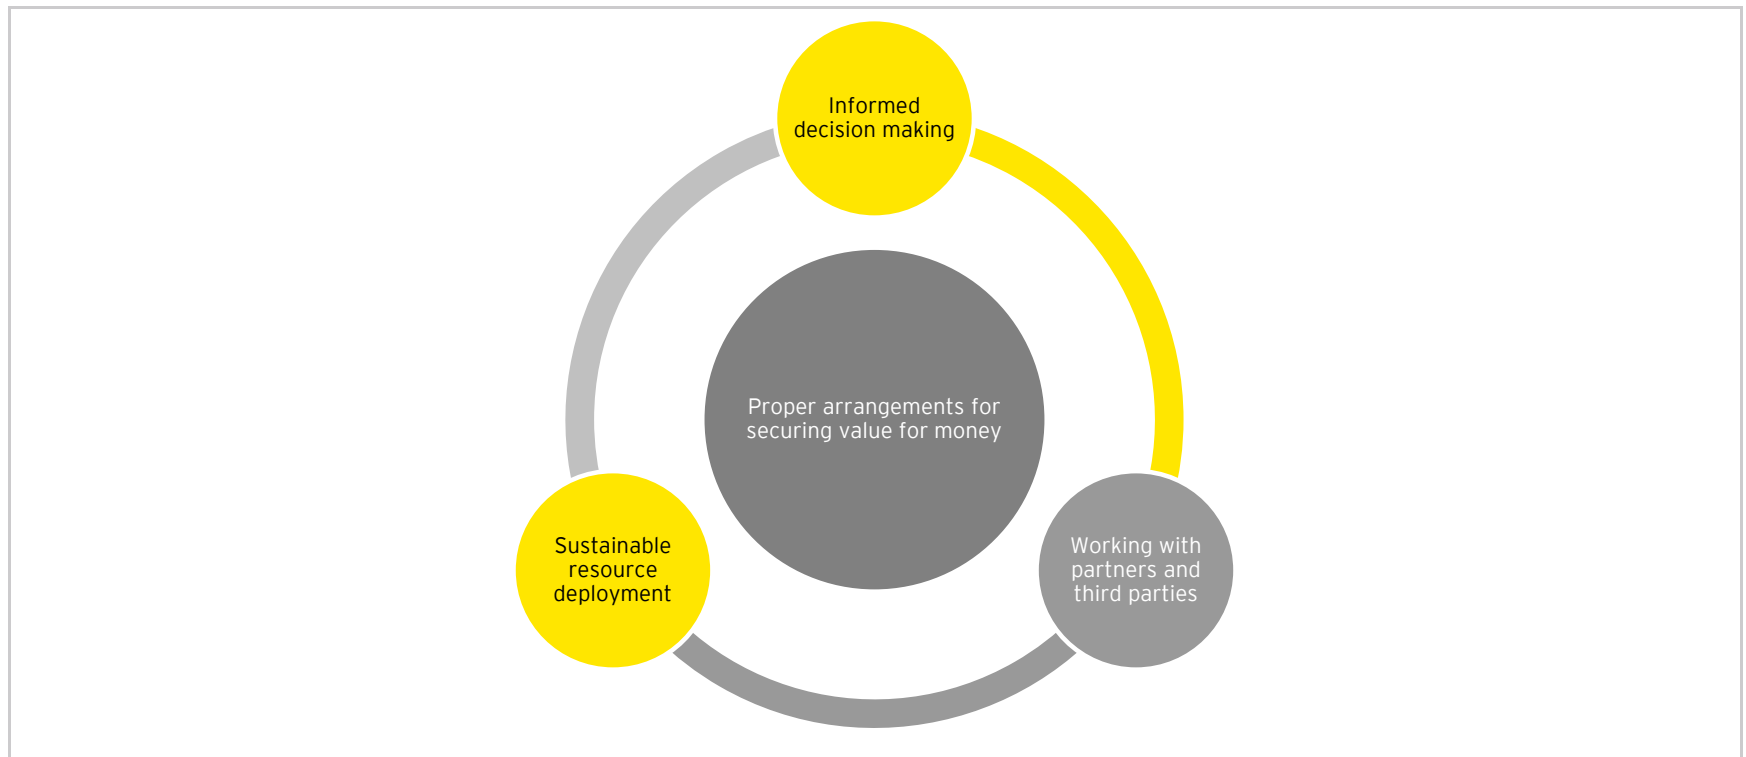 Informed
decision making
Proper arrangements for
securing value for money
Sustainable
resource
deployment
Working with
partners and
third parties